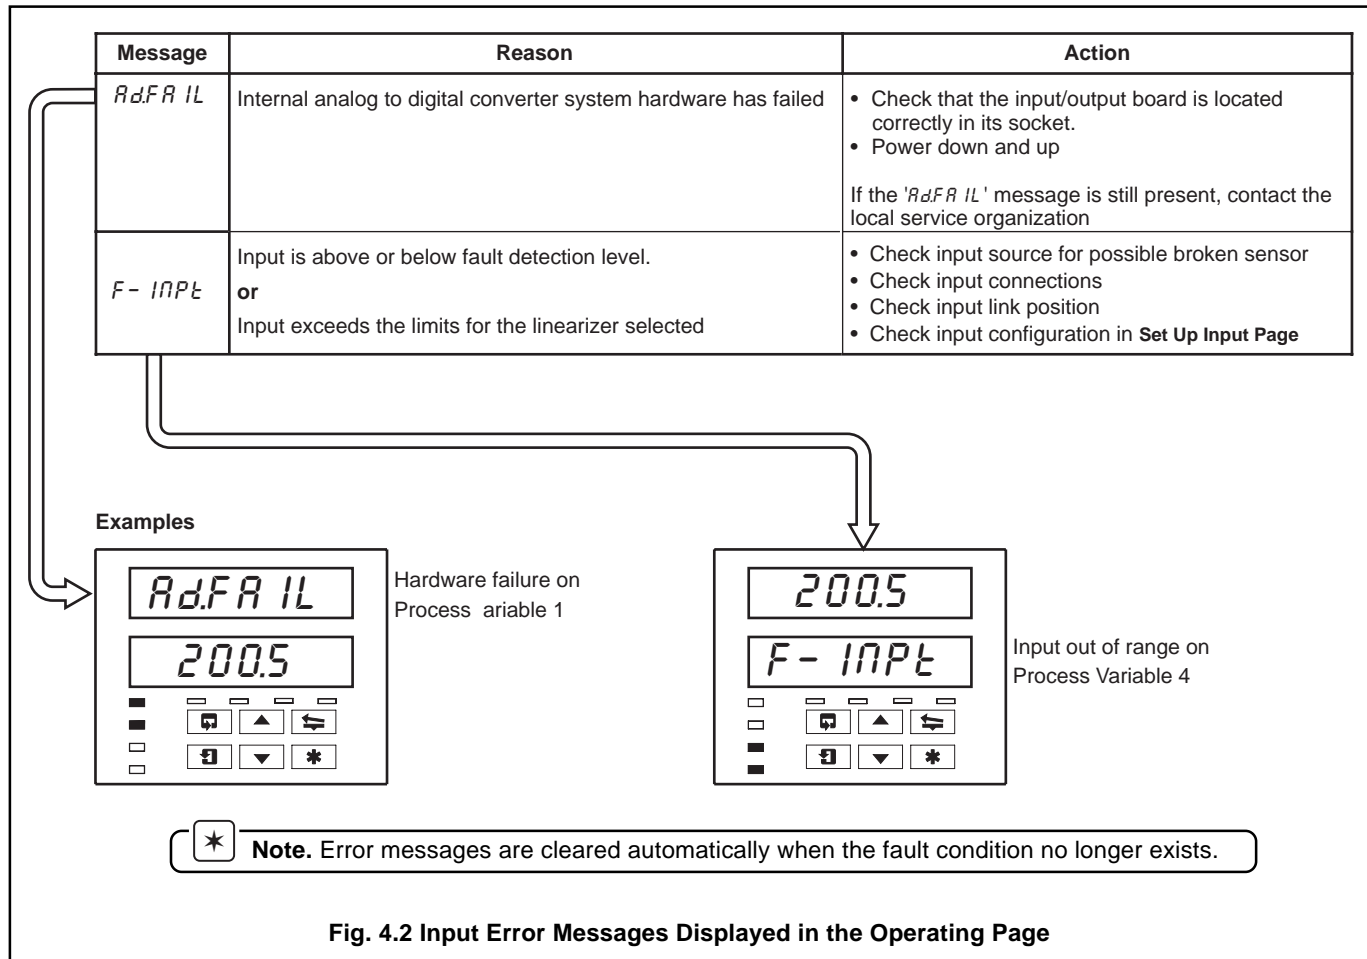 Message Reason Action
Ad.FAIL
Internal analog to digital converter system hardware has failed
• Check that the input/output board is located
correctly in its socket.
• Power down and up
If the 'Ad.FAIL' message is still present, contact the
local service organization
F-INPt
Input is above or below fault detection level.
or
Input exceeds the limits for the linearizer selected
• Check input source for possible broken sensor
• Check input connections
• Check input link position
• Check input configuration in Set Up Input Page
Examples
Ad.FAIL
200.5
Hardware failure on
Process ariable 1
200.5
F-INPt
Input out of range on
Process Variable 4
Note. Error messages are cleared automatically when the fault condition no longer exists.
Fig. 4.2 Input Error Messages Displayed in the Operating Page